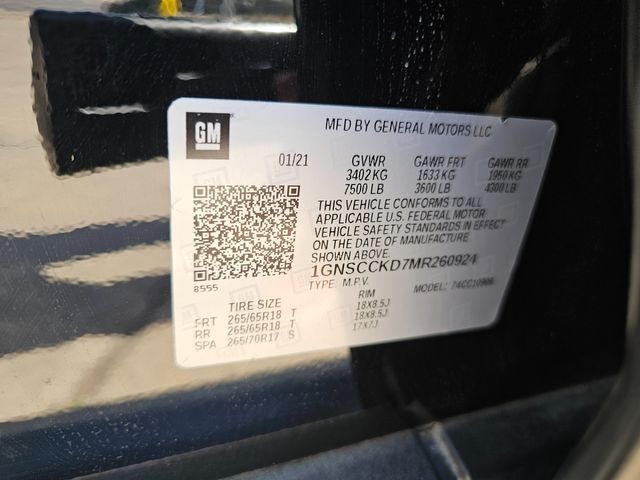 GM
MFD BY GENERAL MOTORS LLC
01/21 GVWR GAWR FRT GAWR RR
3402 KG 1633 KG 1950 KG
7500 LB 3600 LB 4300 LB
THIS VEHICLE CONFORMS TO ALL
APPLICABLE U.S. FEDERAL MOTOR
VEHICLE SAFETY STANDARDS IN EFFECT
ON THE DATE OF MANUFACTURE
SHOWN ABOVE.
1GNSCCKD7MR260924
8555
TYPE: M.P.V. MODEL: 74CC10906
TIRE SIZE RIM
FRT 265/65R18 T 18X8.5J
RR 265/65R18 T 18X8.5J
SPA 265/70R17 S 17X7J